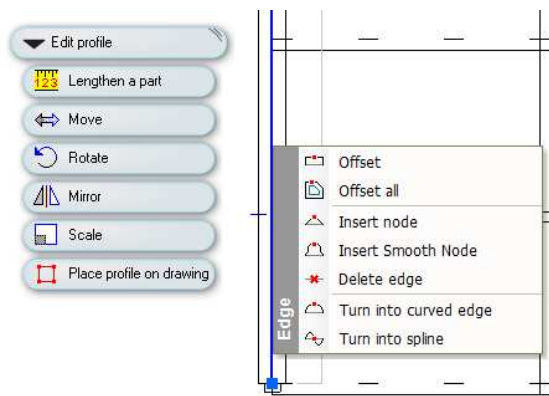 Edit profile
123 Lengthen a part
Move
Rotate
Mirror
Scale
Place profile on drawing
Edge
Offset
Offset all
Insert node
Insert Smooth Node
Delete edge
Turn into curved edge
Turn into spline